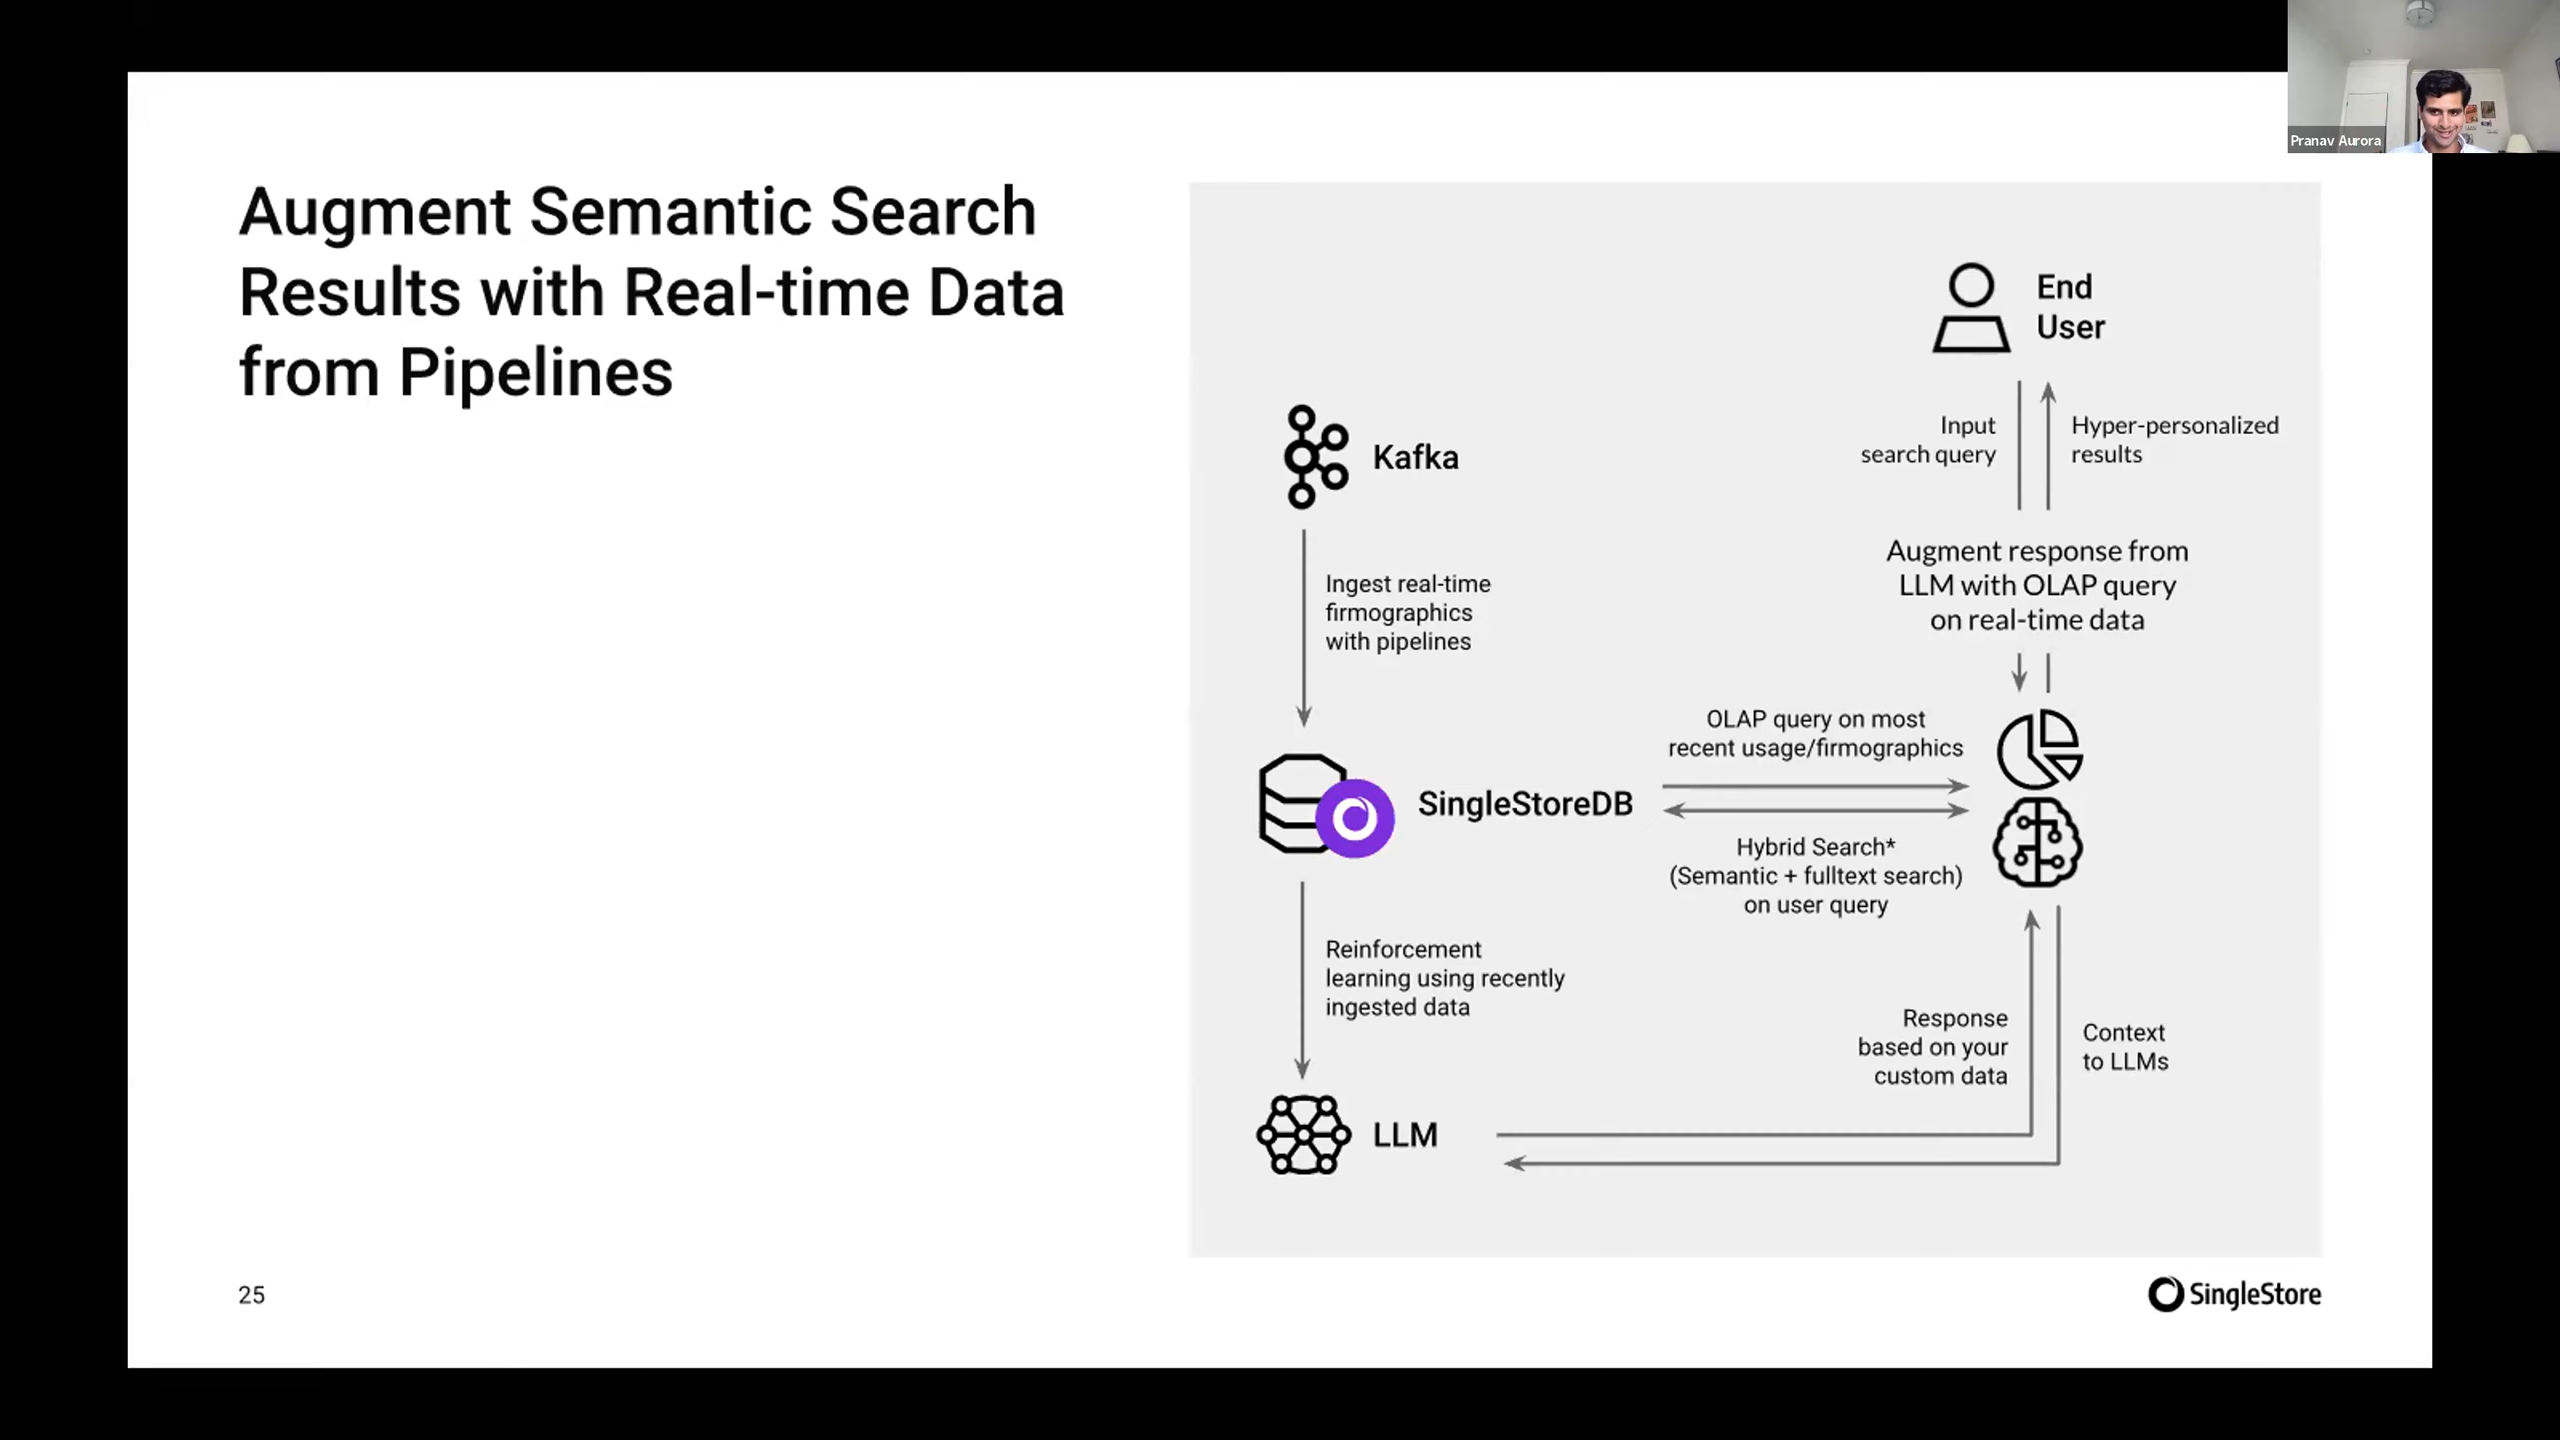 Pranav Aurora
Augment Semantic Search
Results with Real-time Data
from Pipelines
End
User
Input
search query
Hyper-personalized
results
Kafka
Augment response from
LLM with OLAP query
on real-time data
Ingest real-time
firmographics
with pipelines
OLAP query on most
recent usage/firmographics
SingleStoreDB
Hybrid Search*
(Semantic + fulltext search)
on user query
Reinforcement
learning using recently
ingested data
Response
based on your
custom data
Context
to LLMs
LLM
25
SingleStore